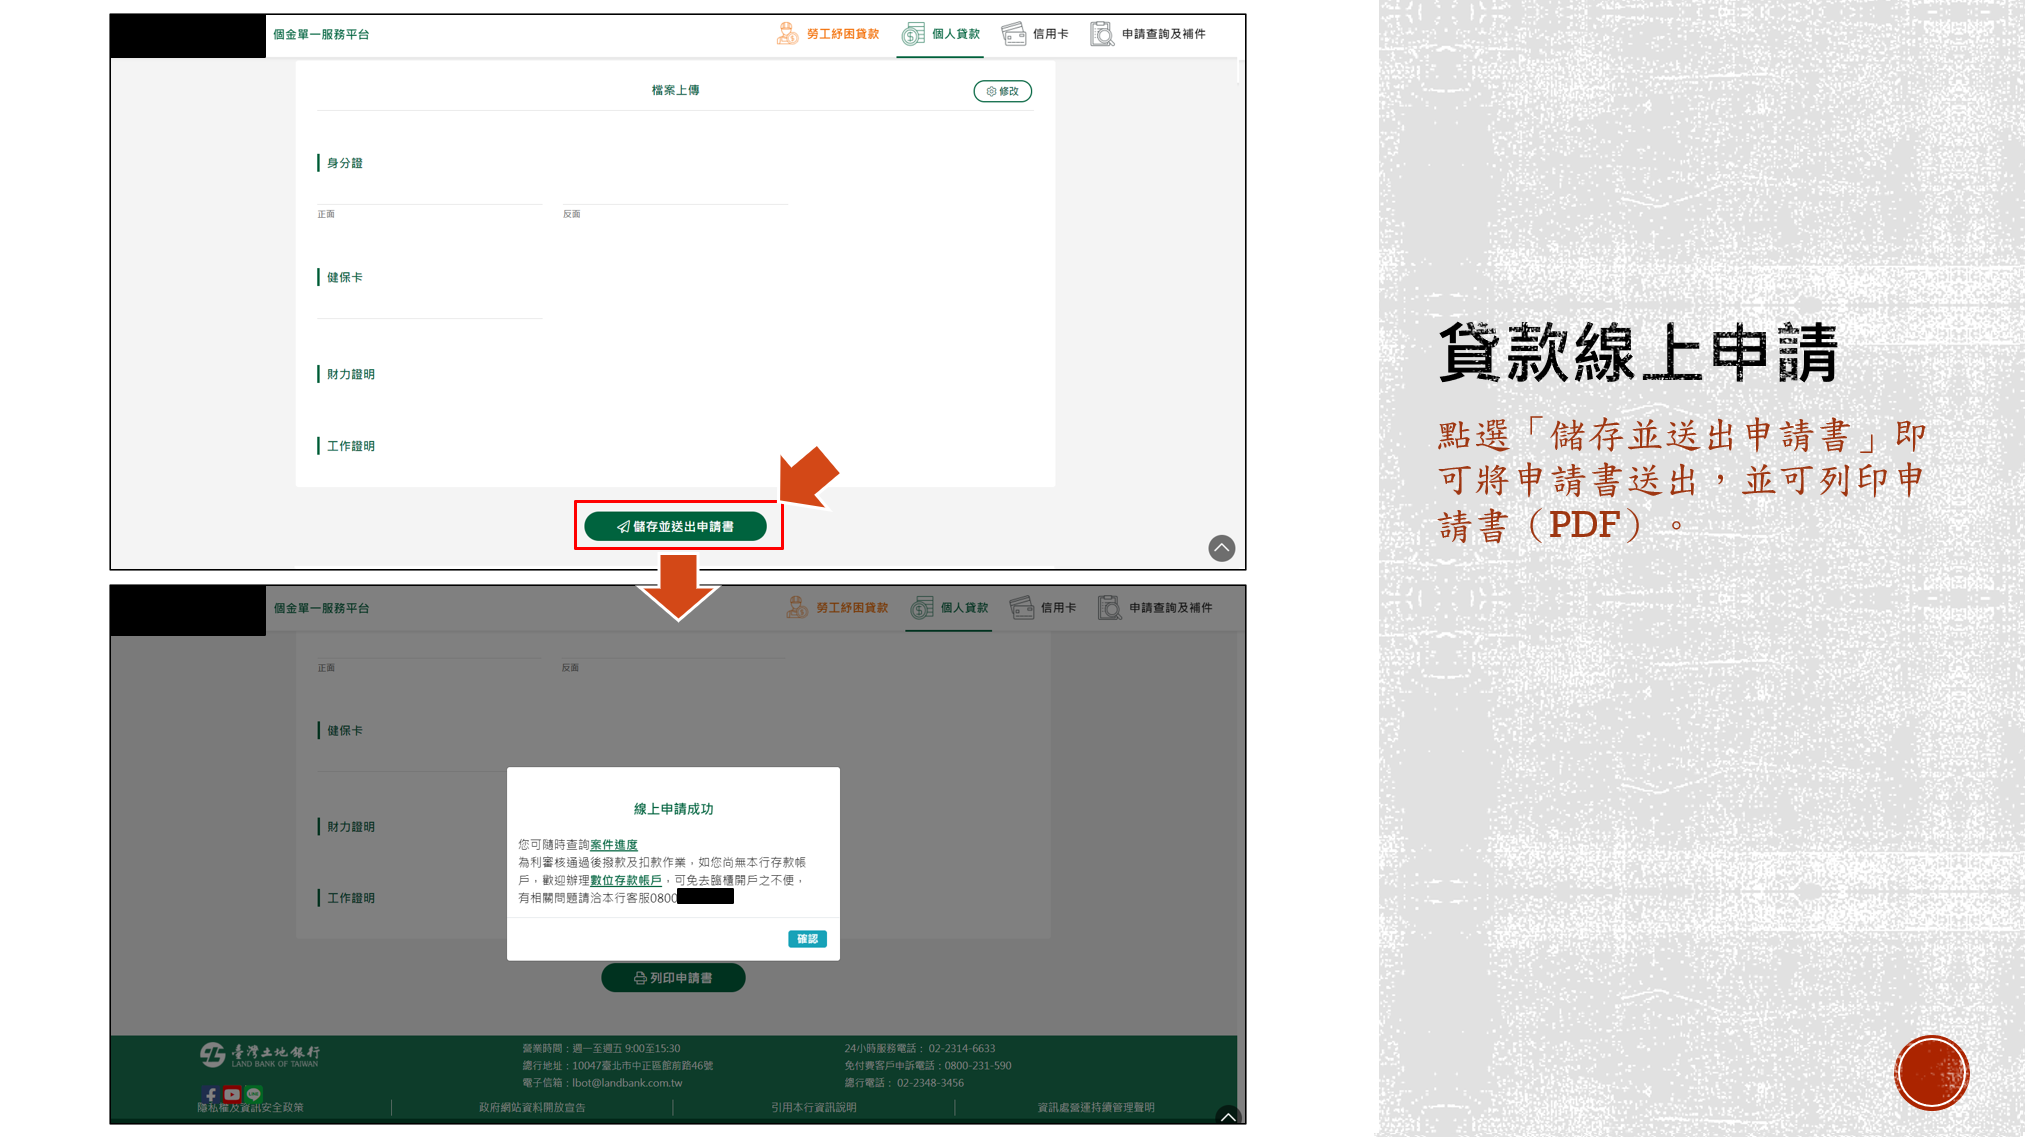 個金單一服務平台
勞工紓困貸款
個人貸款
信用卡
申請查詢及補件
檔案上傳
修改
身分證
正面
反面
健保卡
財力證明
工作證明
儲存並送出申請書
個金單一服務平台
勞工紓困貸款
個人貸款
信用卡
申請查詢及補件
正面
反面
健保卡
財力證明
工作證明
線上申請成功
您可隨時查詢案件進度
為利審核通過後撥款及扣款作業，如您尚無本行存款帳
戶，歡迎辦理數位存款帳戶，可免去臨櫃開戶之不便，
有相關問題請洽本行客服0800
確認
列印申請書
臺灣土地銀行
LAND BANK OF TAIWAN
營業時間：週一至週五 9:00至15:30
總行地址：10047臺北市中正區館前路46號
電子信箱：lbot@landbank.com.tw
24小時服務電話： 02-2314-6633
免付費客戶申訴電話：0800-231-590
總行電話： 02-2348-3456
隱私權及資訊安全政策
政府網站資料開放宣告
引用本行資訊說明
資訊處營運持續管理聲明
貸款線上申請
點選「儲存並送出申請書」即
可將申請書送出，並可列印申
請書（PDF）。